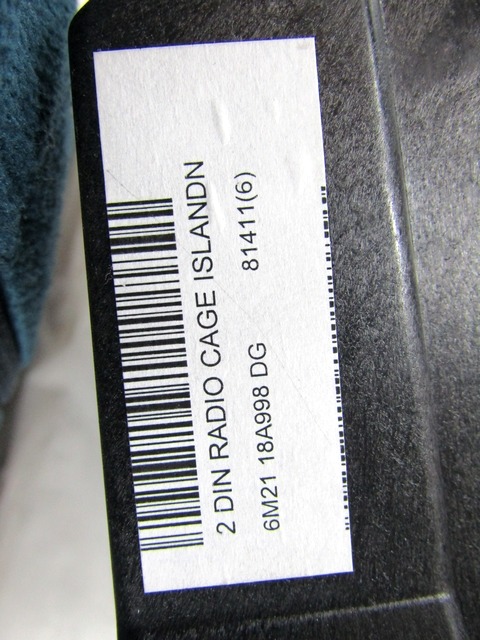 2 DIN RADIO CAGE ISLANDN
6M21 18A998 DG 81411(6)